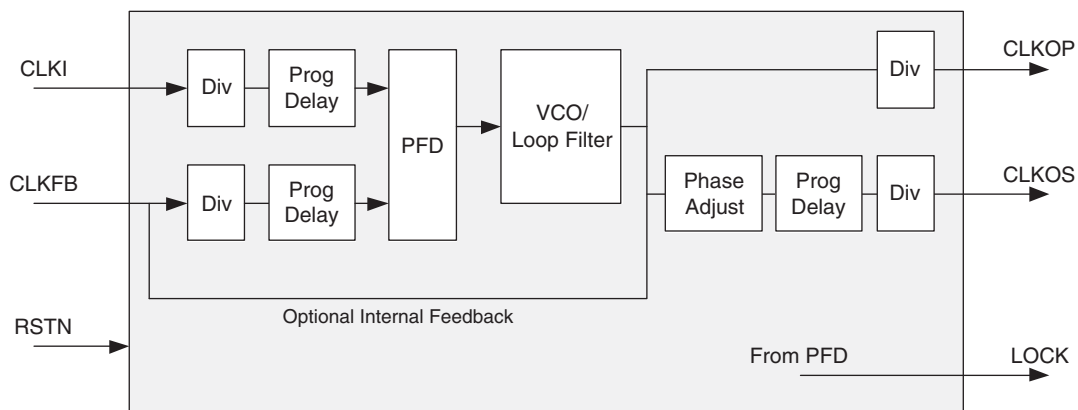 CLKI
Div
Prog
Delay
PFD
VCO/
Loop Filter
Div
CLKOP
CLKFB
Div
Prog
Delay
Phase
Adjust
Prog
Delay
Div
CLKOS
Optional Internal Feedback
RSTN
From PFD
LOCK